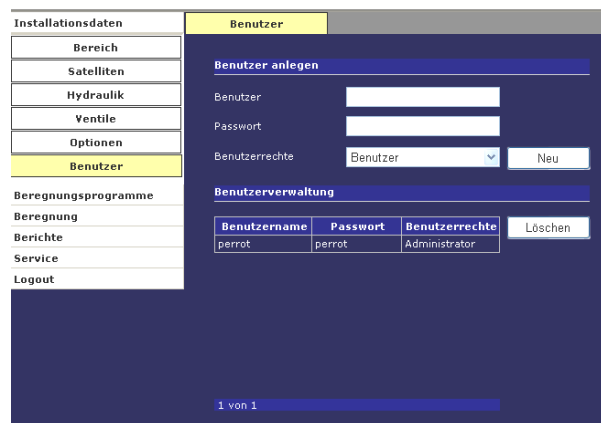 Installationsdaten
Bereich
Satelliten
Hydraulik
Ventile
Optionen
Benutzer
Beregnungsprogramme
Beregnung
Berichte
Service
Logout
Benutzer
Benutzer anlegen
Benutzer
Passwort
Benutzerrechte Benutzer Neu
Benutzerverwaltung
Benutzername Passwort Benutzerrechte Löschen
perrot perrot Administrator
1 von 1